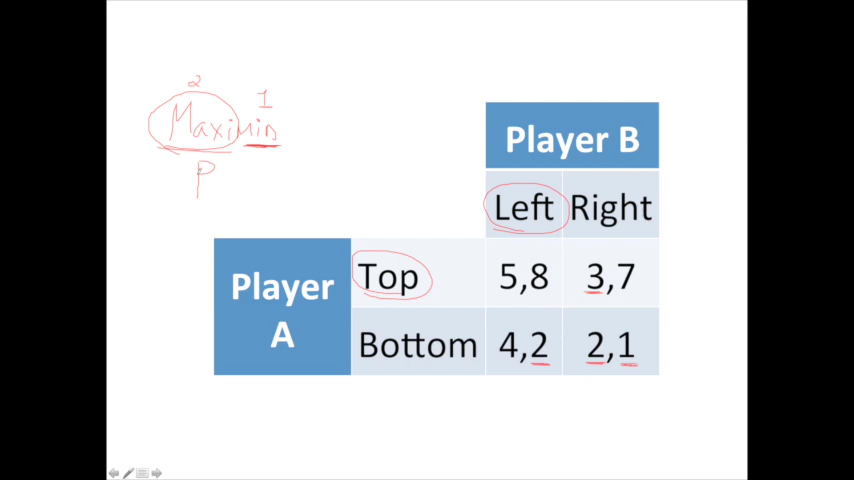 2
1
Maximin
P
Player B
Left Right
Player A
Top 5,8 3,7
Bottom 4,2 2,1